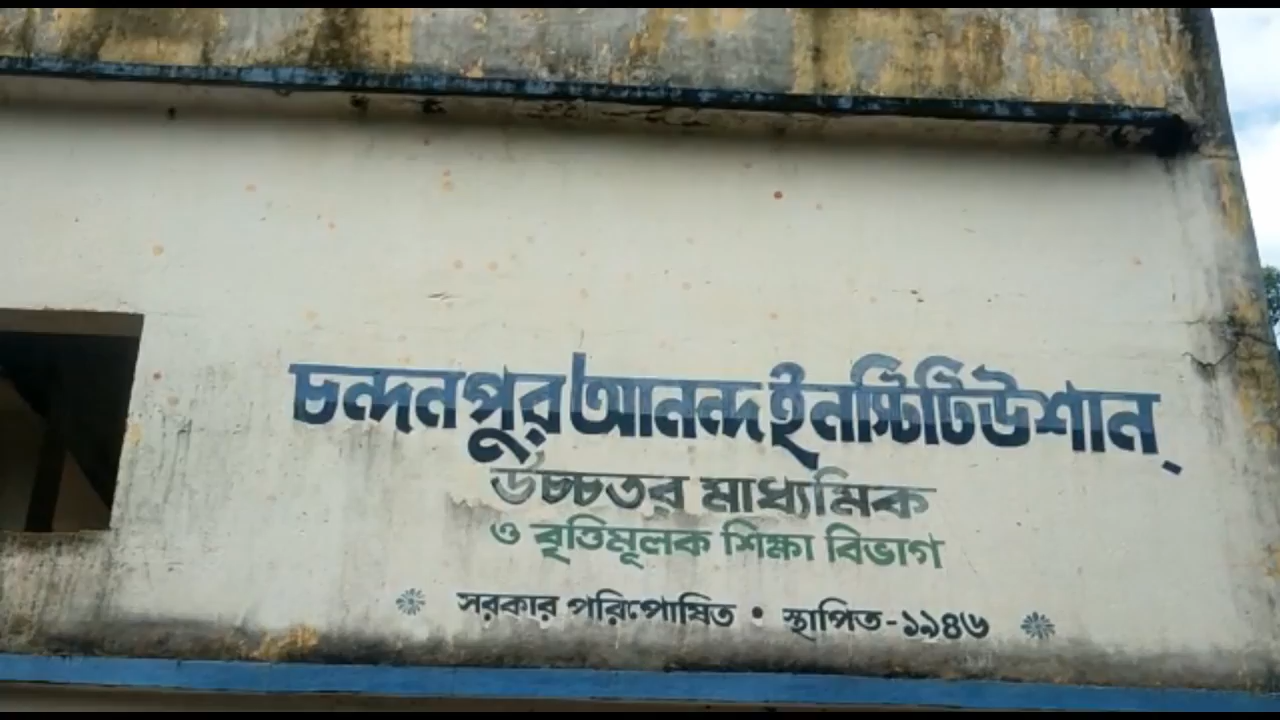 চন্দনপুর আনন্দ ইনস্টিটিউশান্
উচ্চতর মাধ্যমিক
ও বৃত্তিমূলক শিক্ষা বিভাগ
সরকার পরিপোষিত • স্থাপিত-১৯৪৬